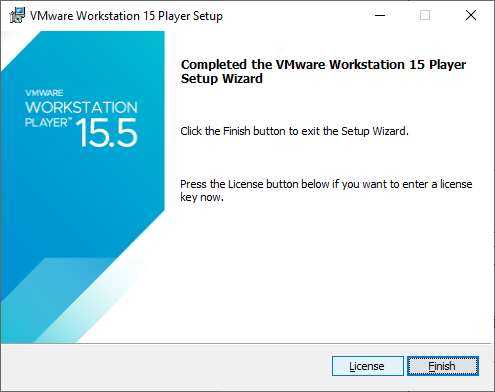 VMware Workstation 15 Player Setup
VMWARE
WORKSTATION
PLAYER™
15.5
Completed the VMware Workstation 15 Player
Setup Wizard
Click the Finish button to exit the Setup Wizard.
Press the License button below if you want to enter a license
key now.
License
Finish